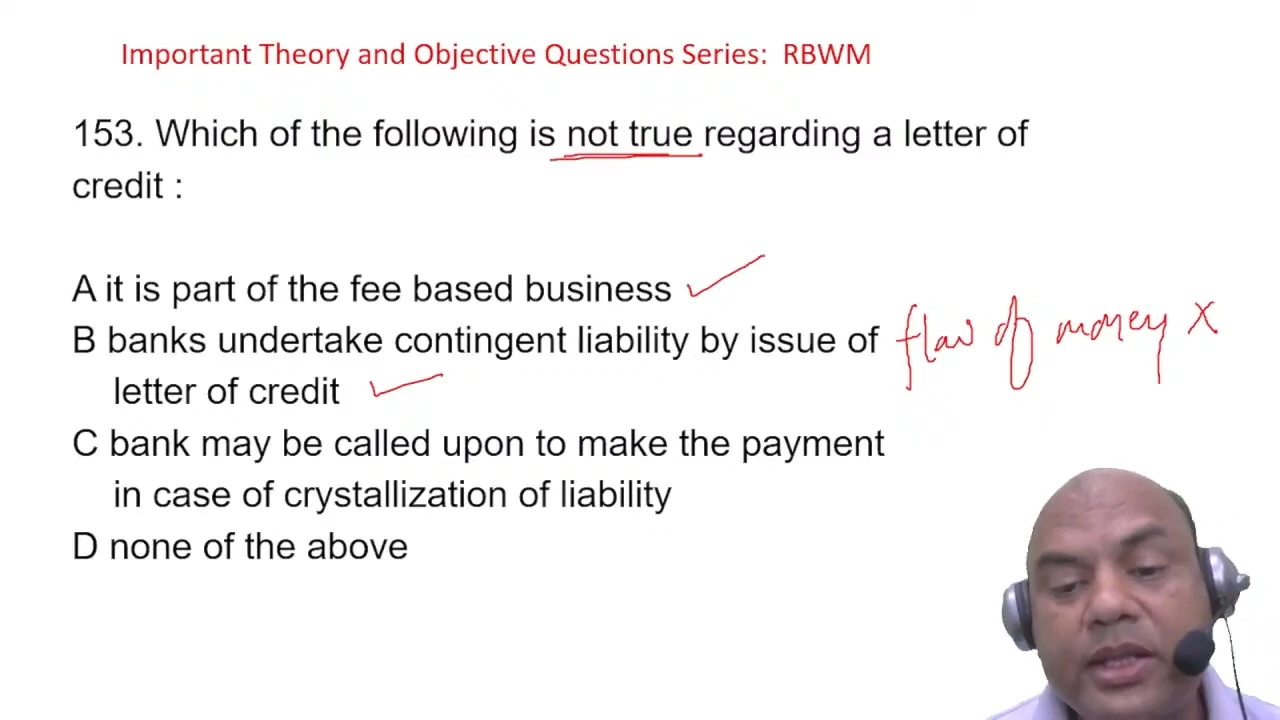 Important Theory and Objective Questions Series: RBWM
153. Which of the following is not true regarding a letter of
credit :
A it is part of the fee based business
B banks undertake contingent liability by issue of
letter of credit
flow of money x
C bank may be called upon to make the payment
in case of crystallization of liability
D none of the above